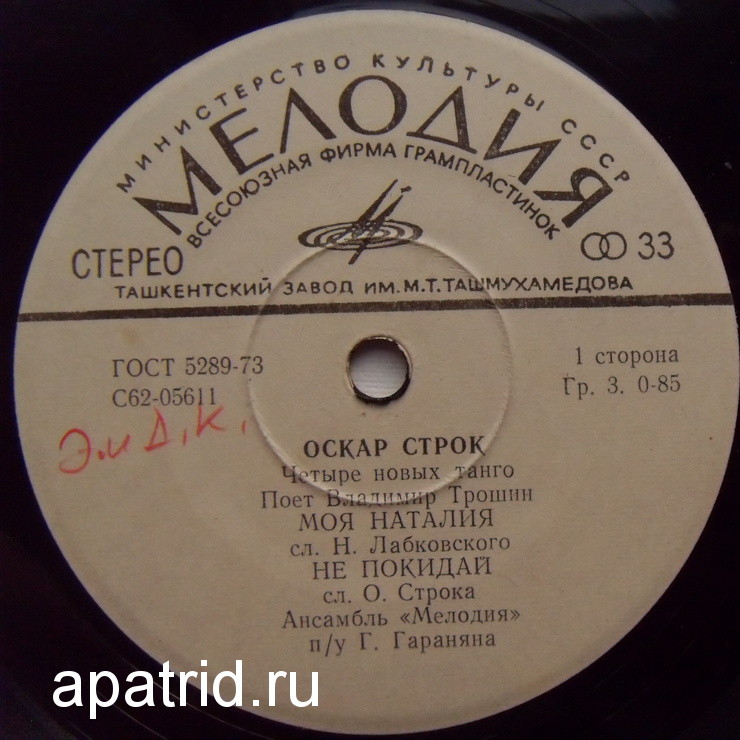 МИНИСТЕРСТВО КУЛЬТУРЫ СССР
МЕЛОДИЯ
ВСЕСОЮЗНАЯ ФИРМА ГРАМПЛАСТИНОК
СТЕРЕО
33
ТАШКЕНТСКИЙ ЗАВОД ИМ. М.Т. ТАШМУХАМЕДОВА
ГОСТ 5289-73
С62-05611
1 сторона
Гр. 3. 0-85
Э.и Д.К.
ОСКАР СТРОК
Четыре новых танго
Поет Владимир Трошин
МОЯ НАТАЛИЯ
сл. Н. Лабковского
НЕ ПОКИДАЙ
сл. О. Строка
Ансамбль «Мелодия»
п/у Г. Гараняна
apatrid.ru